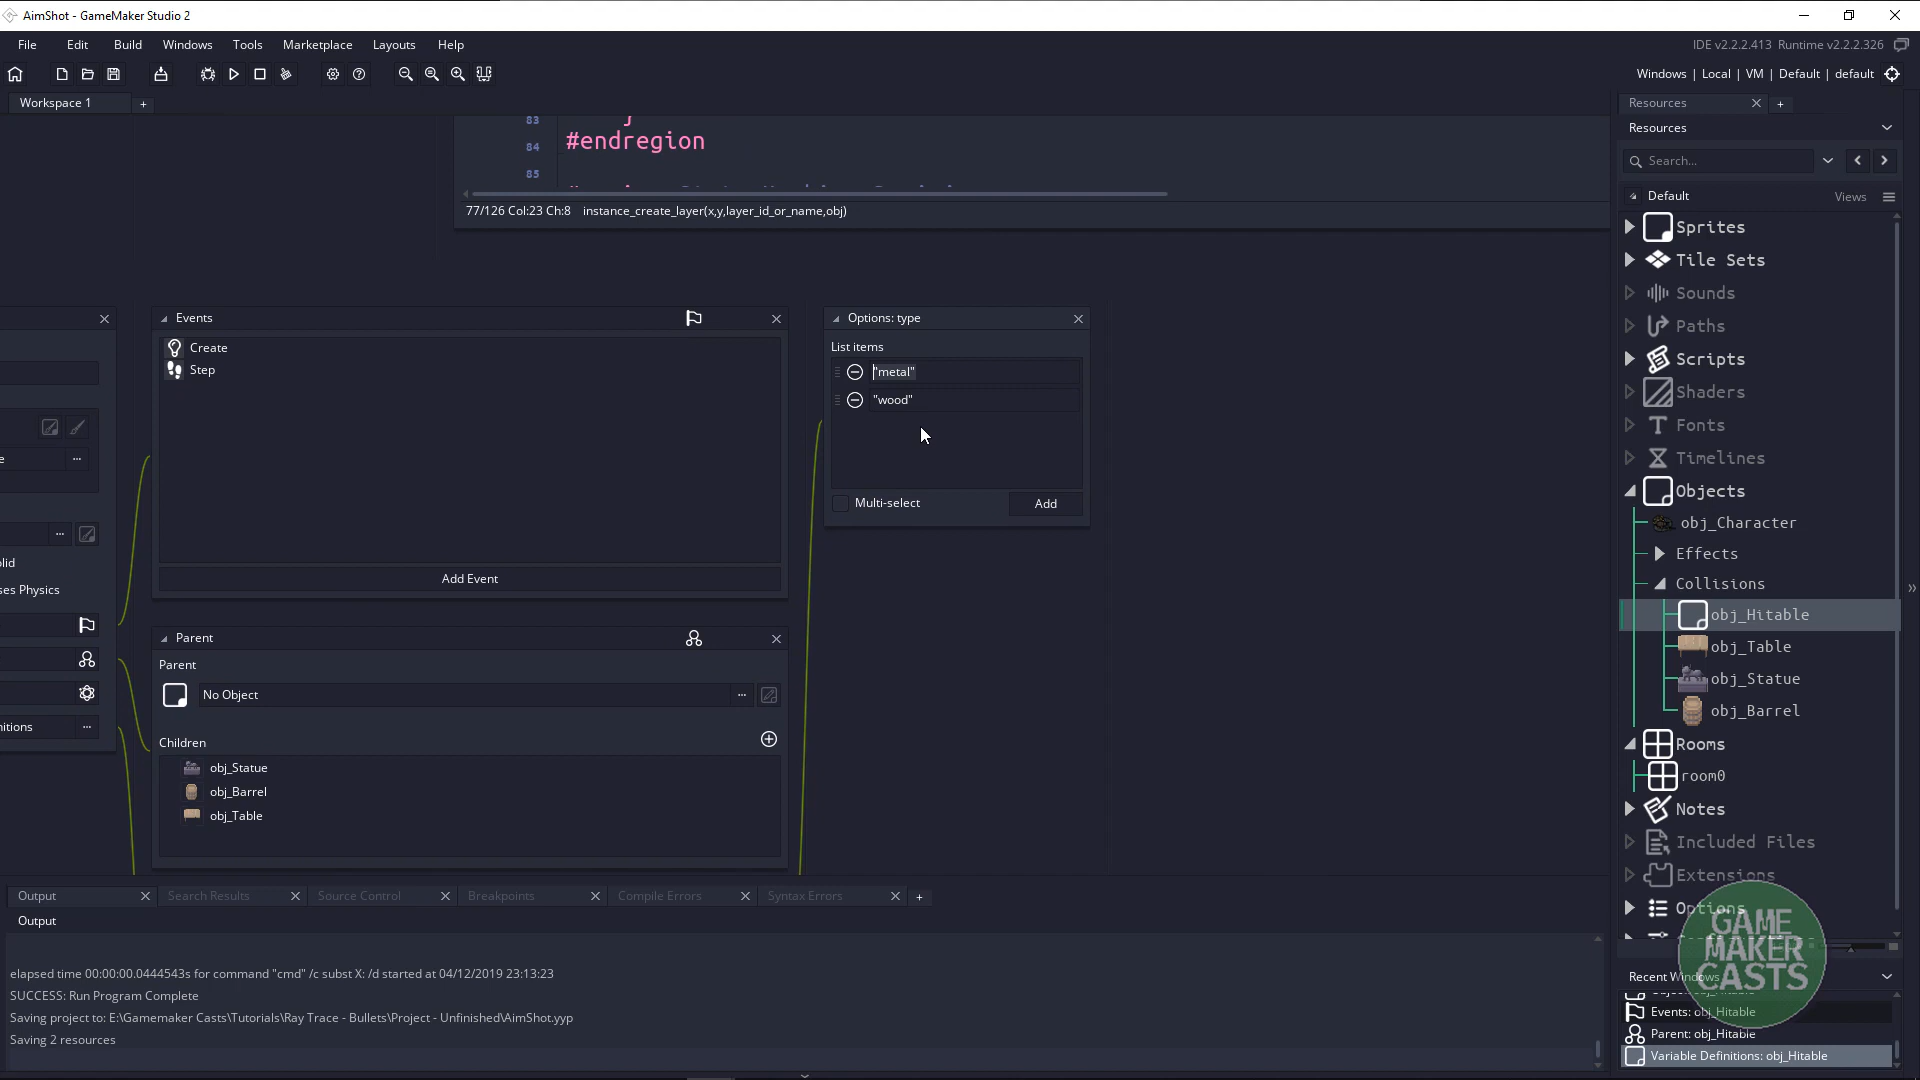 AimShot - GameMaker Studio 2
File Edit Build Windows Tools Marketplace Layouts Help
IDE v2.2.2.413 Runtime v2.2.2.326
Windows | Local | VM | Default | default
Workspace 1 +
83 }
84 #endregion
85
77/126 Col:23 Ch:8 instance_create_layer(x,y,layer_id_or_name,obj)
Events
Create
Step
Add Event
Options: type
List items
"metal"
"wood"
Multi-select
Add
Parent
Parent
No Object
Children
obj_Statue
obj_Barrel
obj_Table
e
olid
ses Physics
nitions
Resources
Resources
Search...
Default
Views
Sprites
Tile Sets
Sounds
Paths
Scripts
Shaders
Fonts
Timelines
Objects
obj_Character
Effects
Collisions
obj_Hitable
obj_Table
obj_Statue
obj_Barrel
Rooms
room0
Notes
Included Files
Extensions
Options
Recent Windows
Events: obj_Hitable
Parent: obj_Hitable
Variable Definitions: obj_Hitable
GAME
MAKER
CASTS
Output Search Results Source Control Breakpoints Compile Errors Syntax Errors +
Output
elapsed time 00:00:00.0444543s for command "cmd" /c subst X: /d started at 04/12/2019 23:13:23
SUCCESS: Run Program Complete
Saving project to: E:\Gamemaker Casts\Tutorials\Ray Trace - Bullets\Project - Unfinished\AimShot.yyp
Saving 2 resources